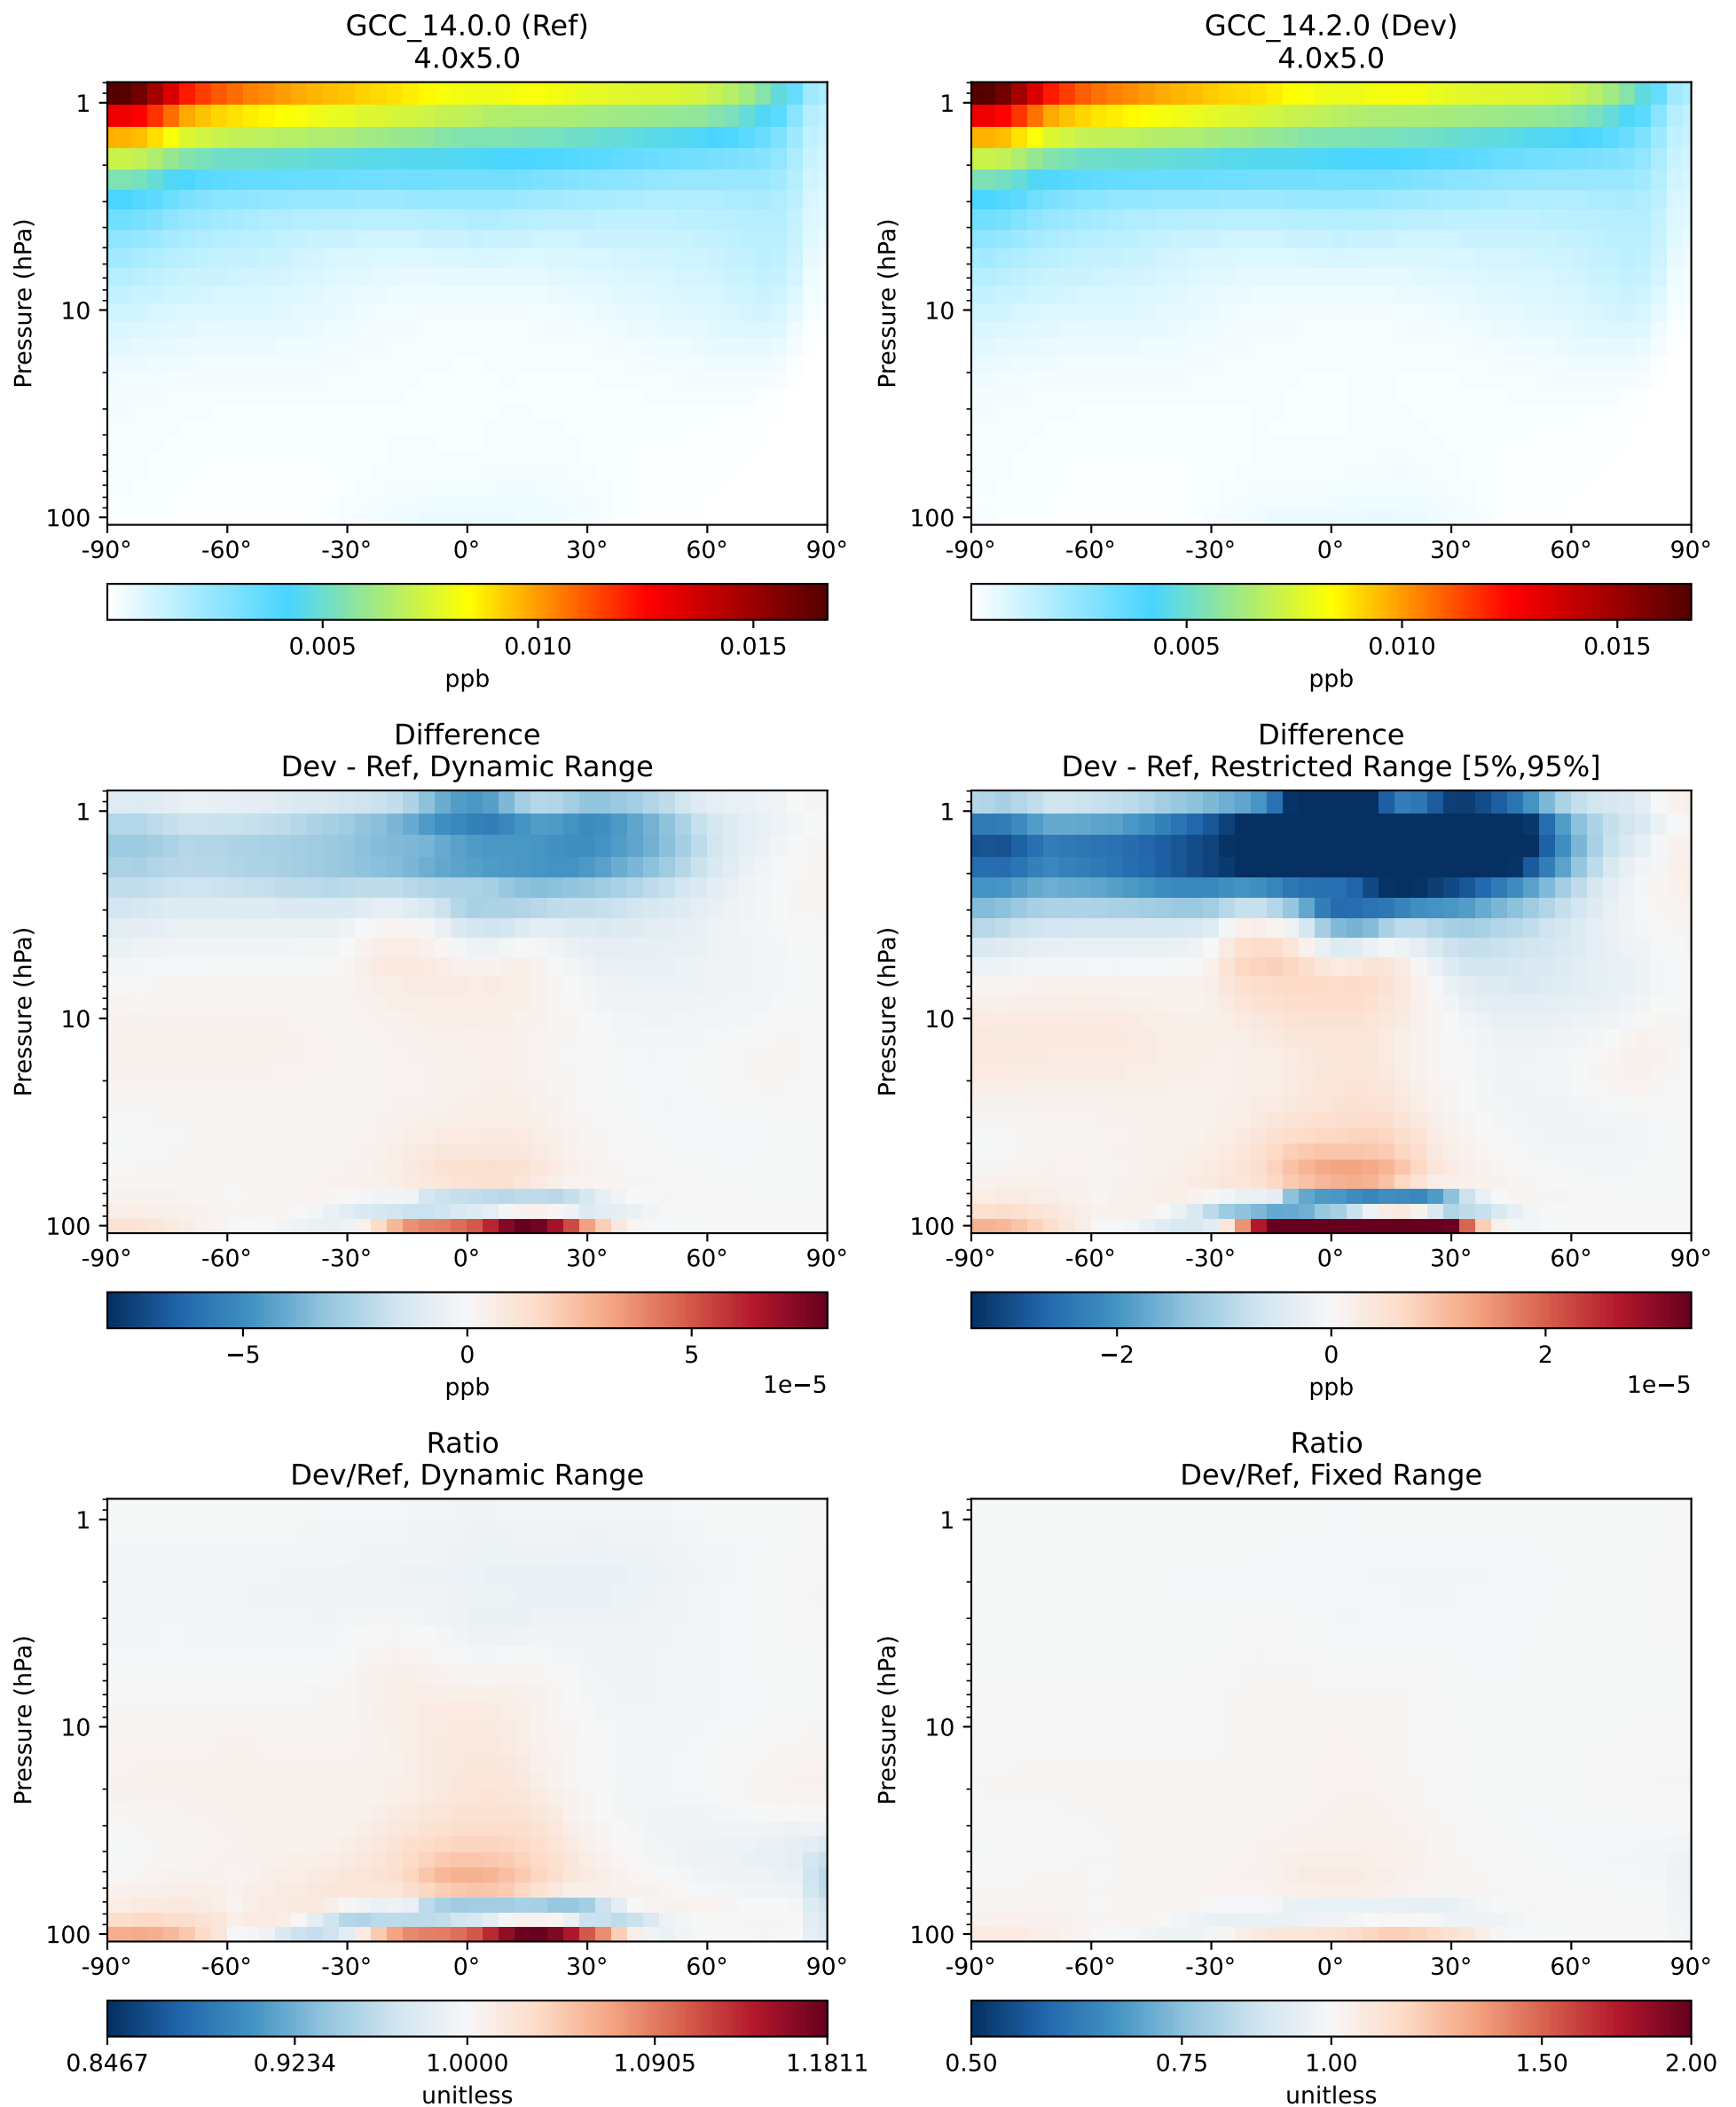 GCC_14.0.0 (Ref)
4.0x5.0
Pressure (hPa)
1
10
100
-90° -60° -30° 0° 30° 60° 90°
0.005 0.010 0.015
ppb
GCC_14.2.0 (Dev)
4.0x5.0
Pressure (hPa)
1
10
100
-90° -60° -30° 0° 30° 60° 90°
0.005 0.010 0.015
ppb
Difference
Dev - Ref, Dynamic Range
Pressure (hPa)
1
10
100
-90° -60° -30° 0° 30° 60° 90°
−5 0 5
1e−5
ppb
Difference
Dev - Ref, Restricted Range [5%,95%]
Pressure (hPa)
1
10
100
-90° -60° -30° 0° 30° 60° 90°
−2 0 2
1e−5
ppb
Ratio
Dev/Ref, Dynamic Range
Pressure (hPa)
1
10
100
-90° -60° -30° 0° 30° 60° 90°
0.8467 0.9234 1.0000 1.0905 1.1811
unitless
Ratio
Dev/Ref, Fixed Range
Pressure (hPa)
1
10
100
-90° -60° -30° 0° 30° 60° 90°
0.50 0.75 1.00 1.50 2.00
unitless